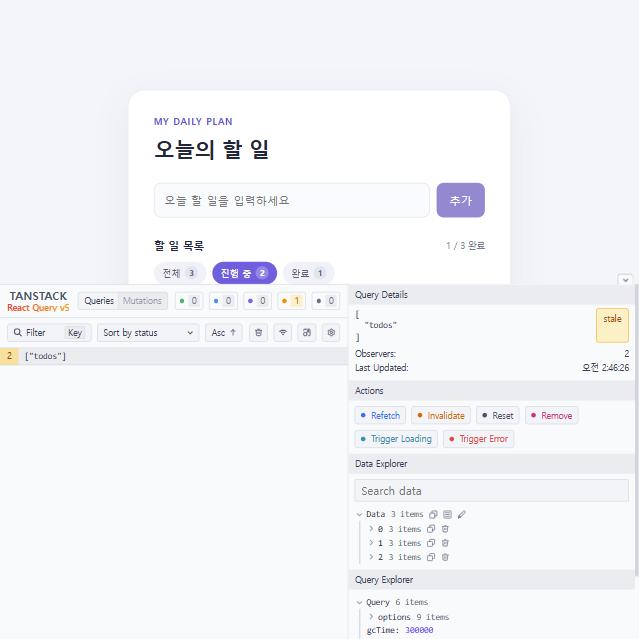 MY DAILY PLAN
오늘의 할 일
오늘 할 일을 입력하세요
추가
할 일 목록
1 / 3 완료
전체 3
진행 중 2
완료 1
TANSTACK
React Query v5
Queries
Mutations
0
0
0
1
0
Filter
Key
Sort by status
Asc ↑
2
["todos"]
Query Details
[
"todos"
]
stale
Observers:
2
Last Updated:
오전 2:46:26
Actions
Refetch
Invalidate
Reset
Remove
Trigger Loading
Trigger Error
Data Explorer
Search data
Data 3 items
0 3 items
1 3 items
2 3 items
Query Explorer
Query 6 items
options 9 items
gcTime: 300000